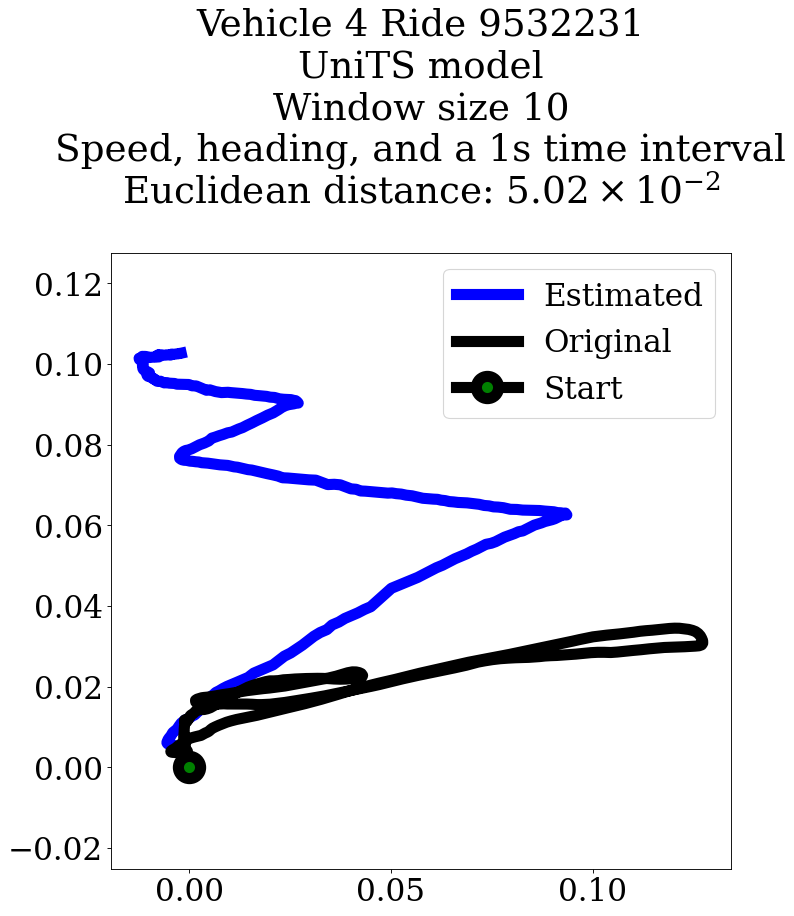 Vehicle 4 Ride 9532231
UniTS model
Window size 10
Speed, heading, and a 1s time interval
Euclidean distance: 5.02 × 10⁻²
Estimated
Original
Start
0.12
0.10
0.08
0.06
0.04
0.02
0.00
−0.02
0.00 0.05 0.10